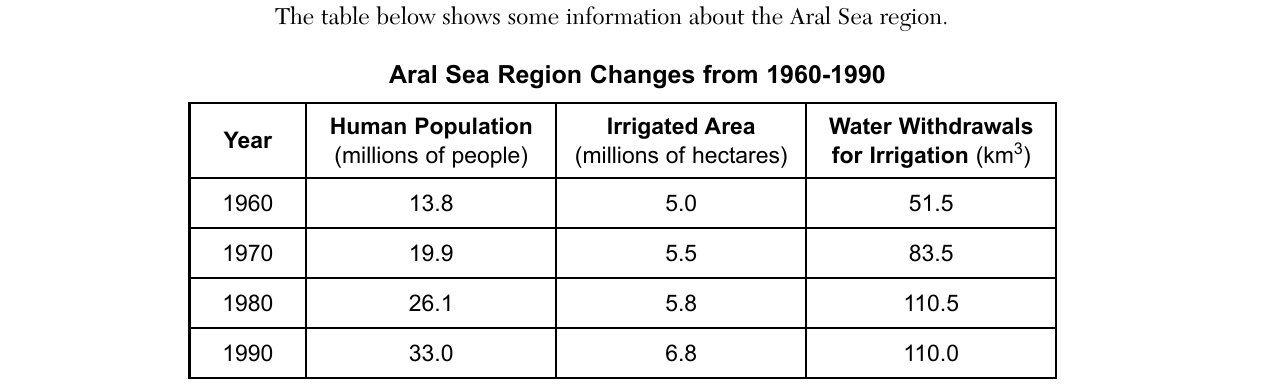 The table below shows some information about the Aral Sea region.
Aral Sea Region Changes from 1960-1990
Year
Human Population
(millions of people)
Irrigated Area
(millions of hectares)
Water Withdrawals
for Irrigation (km³)
1960 13.8 5.0 51.5
1970 19.9 5.5 83.5
1980 26.1 5.8 110.5
1990 33.0 6.8 110.0